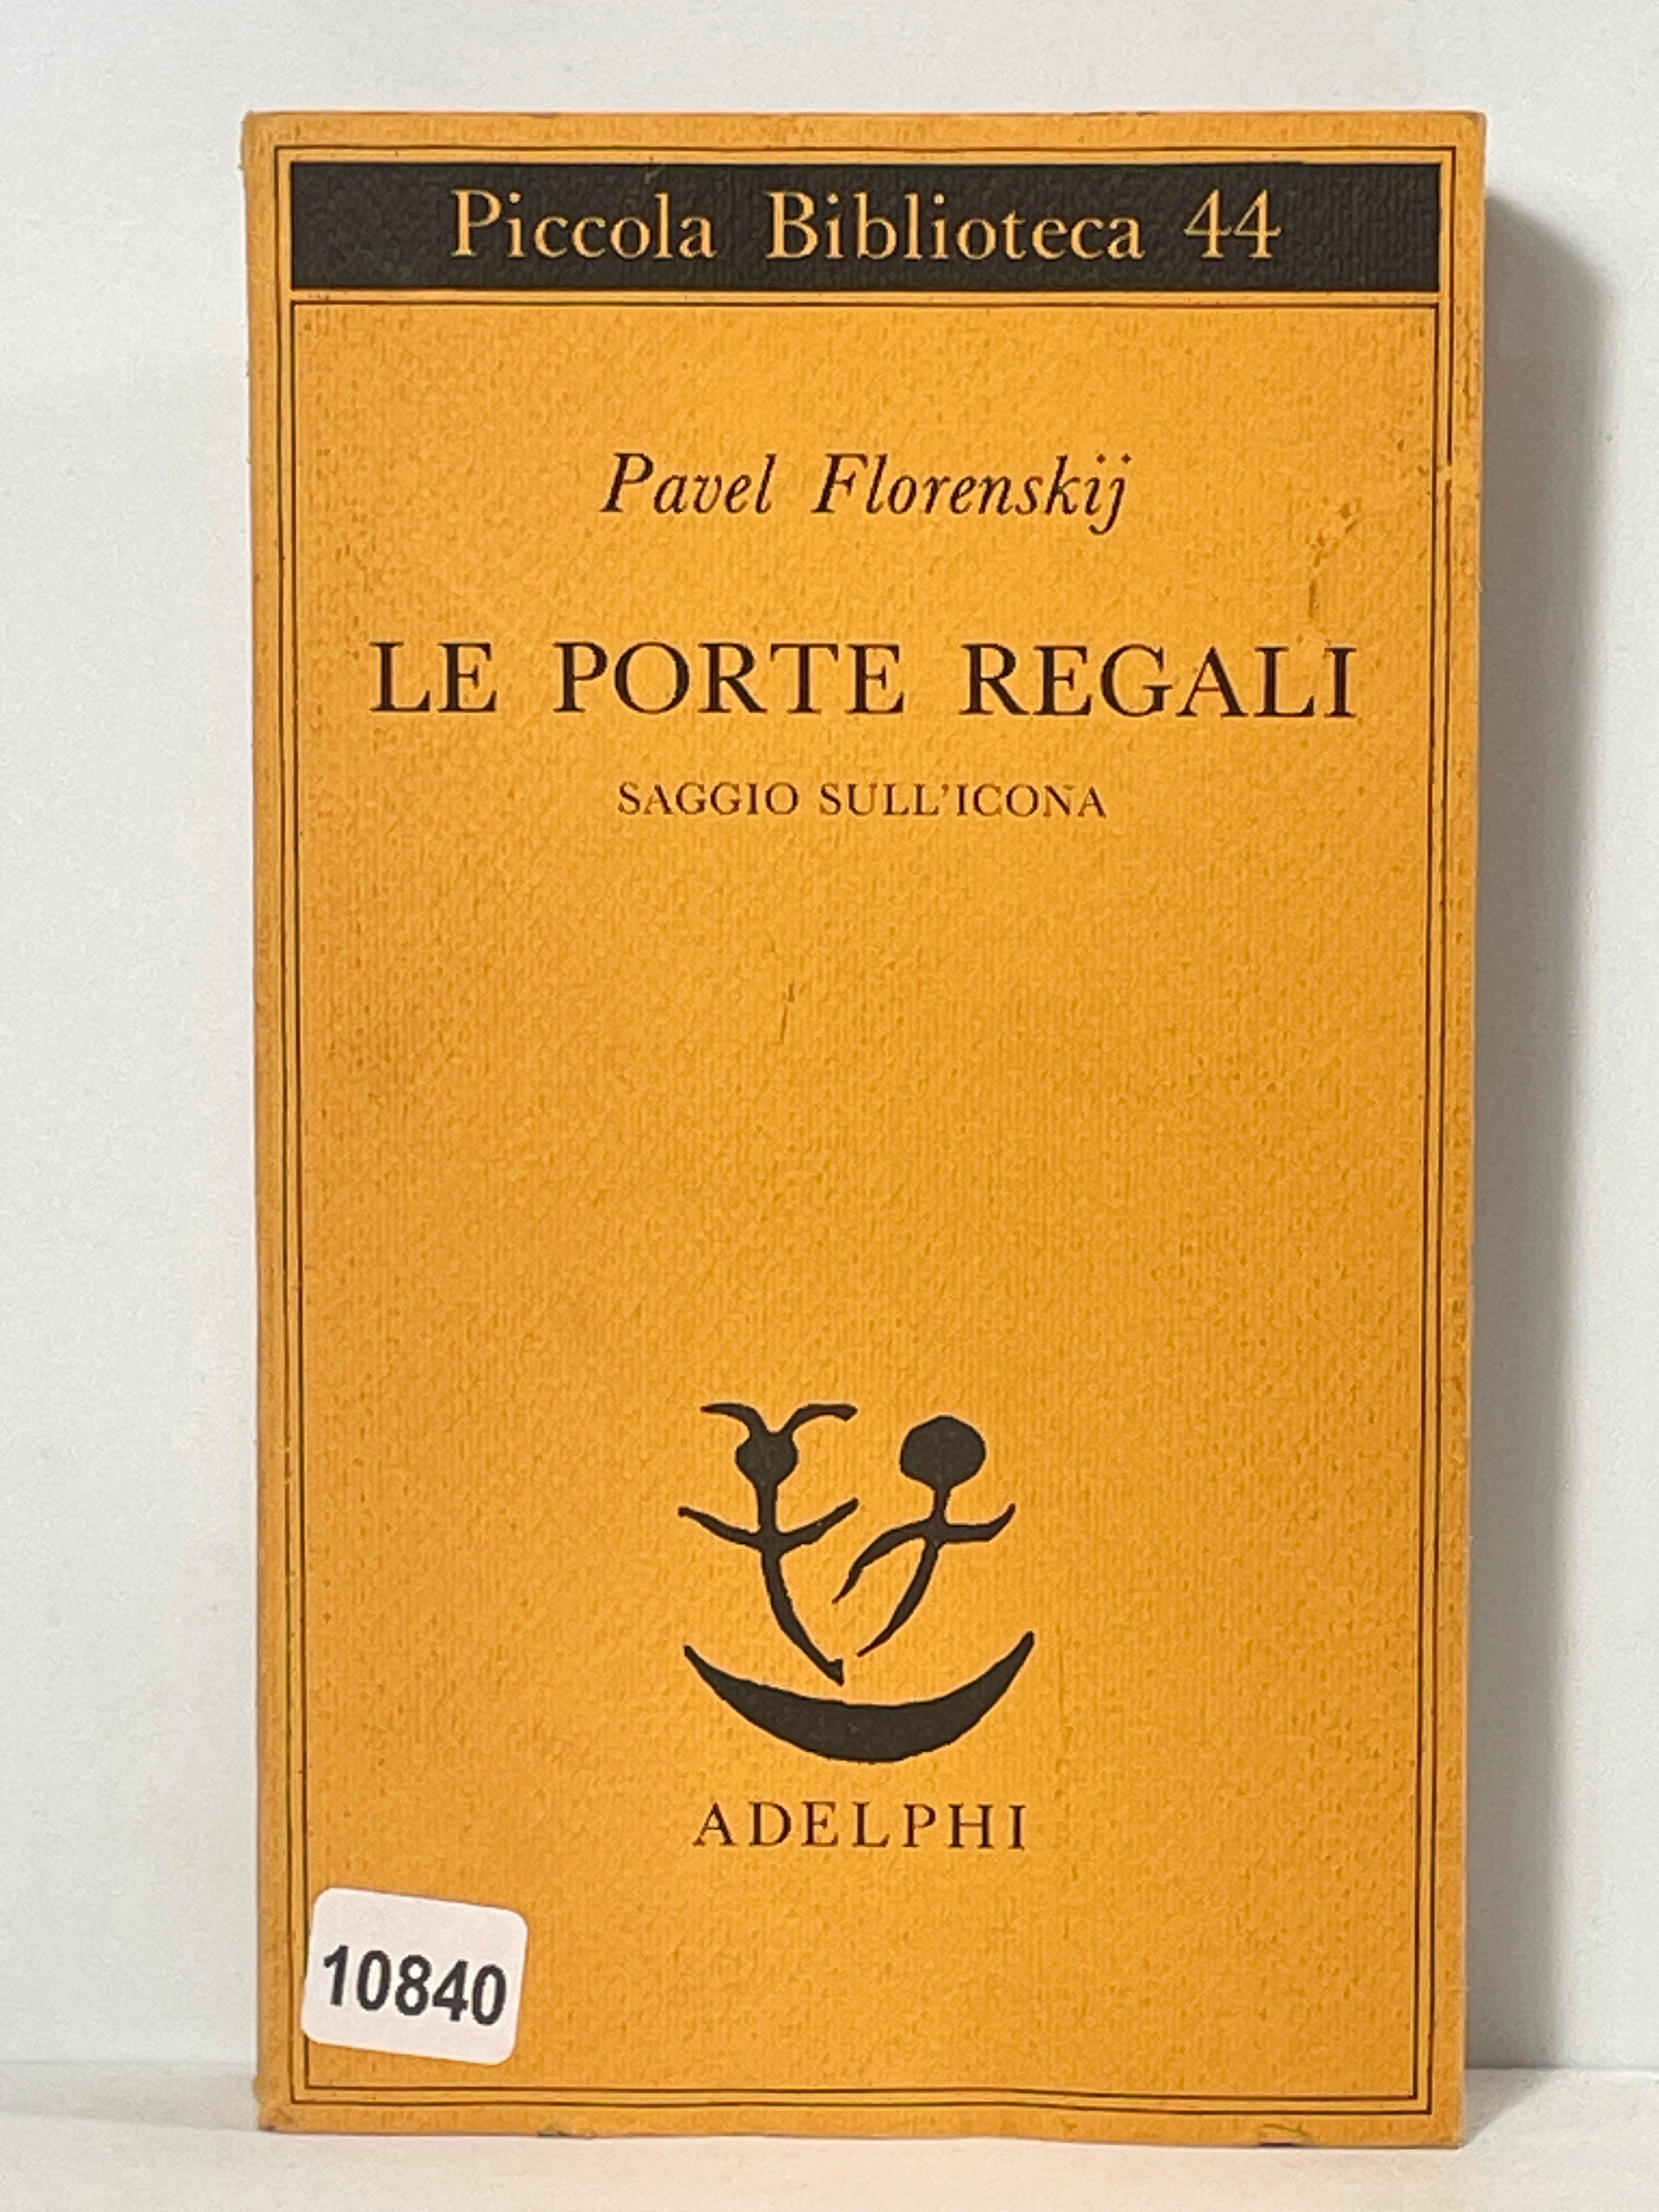 Piccola Biblioteca 44
Pavel Florenskij
LE PORTE REGALI
SAGGIO SULL'ICONA
ADELPHI
10840